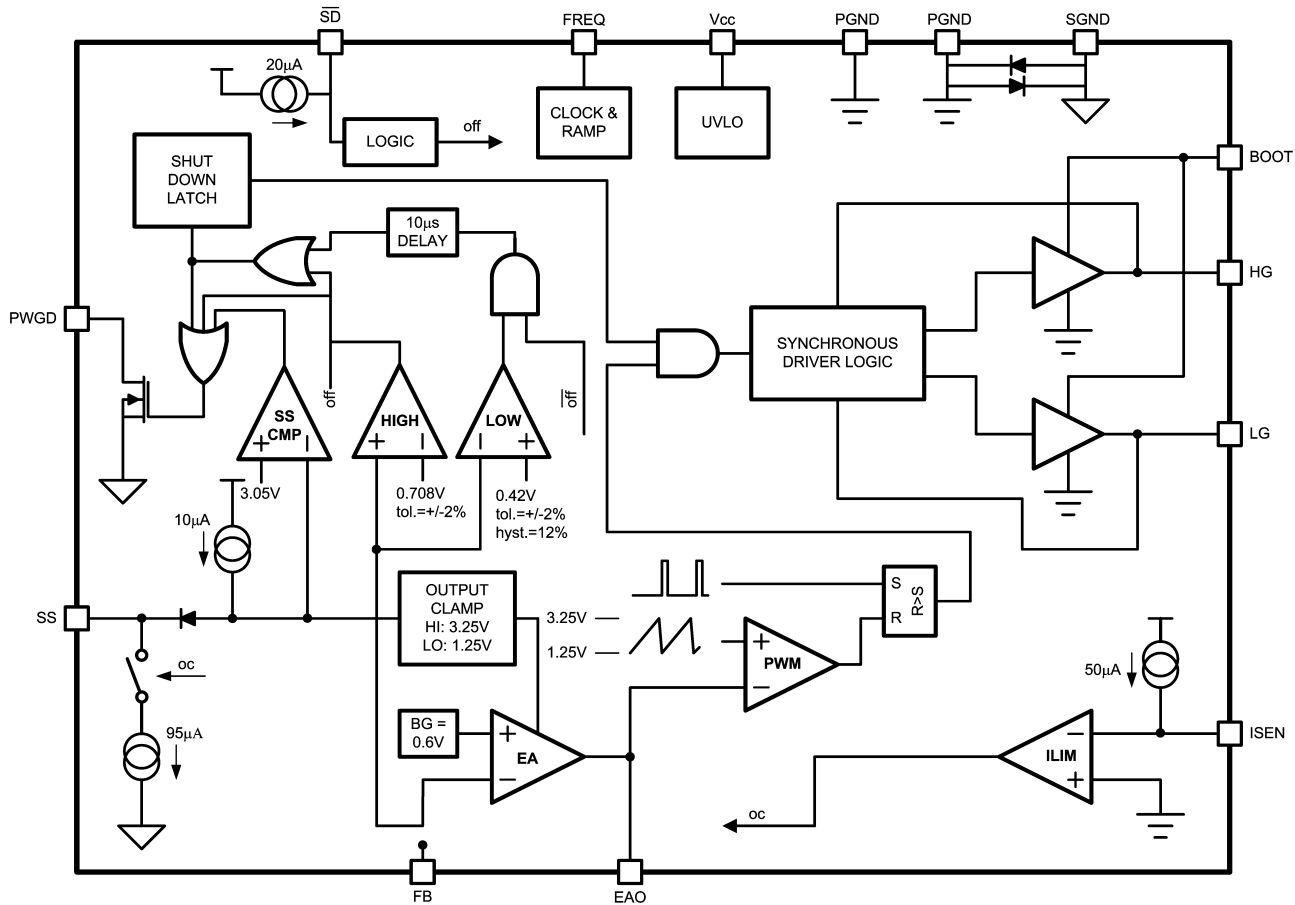 SD
FREQ
Vcc
PGND
PGND
SGND
20µA
LOGIC
off
CLOCK &
RAMP
UVLO
SHUT
DOWN
LATCH
BOOT
10µs
DELAY
HG
PWGD
SYNCHRONOUS
DRIVER LOGIC
off
off
SS
CMP
+
–
HIGH
+
–
LOW
–
+
LG
3.05V
0.708V
tol.=+/-2%
0.42V
tol.=+/-2%
hyst.=12%
10µA
SS
OUTPUT
CLAMP
HI: 3.25V
LO: 1.25V
3.25V
1.25V
S
R
R>S
+
–
PWM
oc
50µA
95µA
BG =
0.6V
+
–
EA
ISEN
–
+
ILIM
oc
FB
EAO